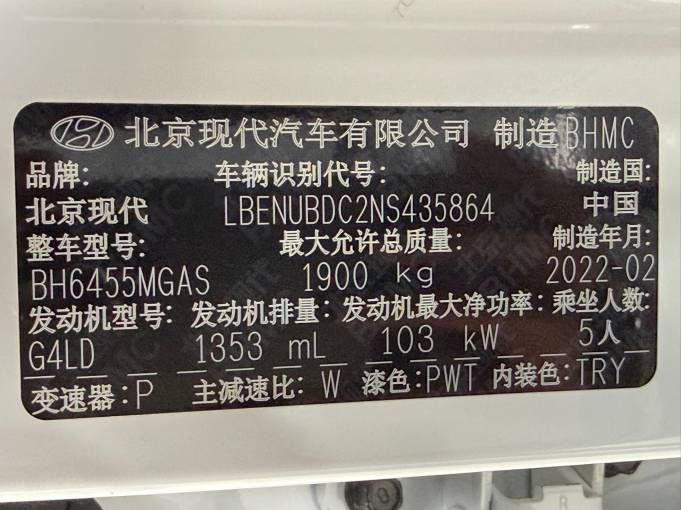 北京现代汽车有限公司 制造 BHMC
品牌: 车辆识别代号: 制造国:
北京现代 LBENUBDC2NS435864 中国
整车型号: 最大允许总质量: 制造年月:
BH6455MGAS 1900 kg 2022-02
发动机型号: 发动机排量: 发动机最大净功率: 乘坐人数:
G4LD 1353 mL 103 kW 5人
变速器: P 主减速比: W 漆色: PWT 内装色: TRY
R